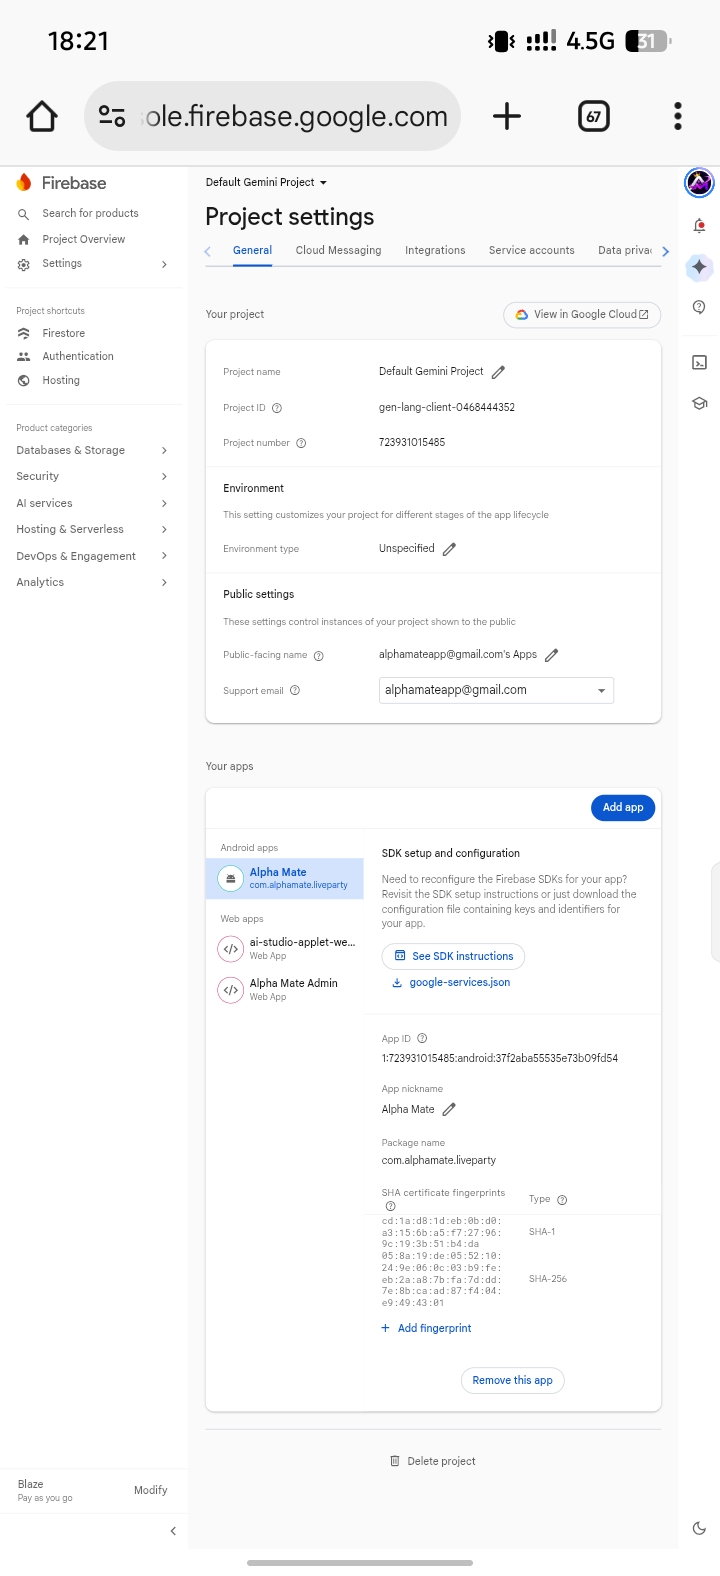 18:21
4.5G
31
ole.firebase.google.com
67
Firebase
Search for products
Project Overview
Settings
Project shortcuts
Firestore
Authentication
Hosting
Product categories
Databases & Storage
Security
AI services
Hosting & Serverless
DevOps & Engagement
Analytics
Blaze
Pay as you go
Modify
Default Gemini Project
Project settings
General
Cloud Messaging
Integrations
Service accounts
Data privac
Your project
View in Google Cloud
Project name
Default Gemini Project
Project ID
gen-lang-client-0468444352
Project number
723931015485
Environment
This setting customizes your project for different stages of the app lifecycle
Environment type
Unspecified
Public settings
These settings control instances of your project shown to the public
Public-facing name
alphamateapp@gmail.com's Apps
Support email
alphamateapp@gmail.com
Your apps
Add app
Android apps
Alpha Mate
com.alphamate.liveparty
Web apps
ai-studio-applet-we...
Web App
Alpha Mate Admin
Web App
SDK setup and configuration
Need to reconfigure the Firebase SDKs for your app?
Revisit the SDK setup instructions or just download the
configuration file containing keys and identifiers for
your app.
See SDK instructions
google-services.json
App ID
1:723931015485:android:37f2aba55535e73b09fd54
App nickname
Alpha Mate
Package name
com.alphamate.liveparty
SHA certificate fingerprints
Type
cd:1a:d8:1d:eb:0b:d0:
a3:15:6b:a5:f7:27:96:
9c:19:3b:51:b4:da
SHA-1
05:8a:19:de:05:52:10:
24:9e:06:0c:03:b9:fe:
eb:2a:a8:7b:fa:7d:dd:
7e:8b:ca:ad:87:f4:04:
e9:49:43:01
SHA-256
+ Add fingerprint
Remove this app
Delete project